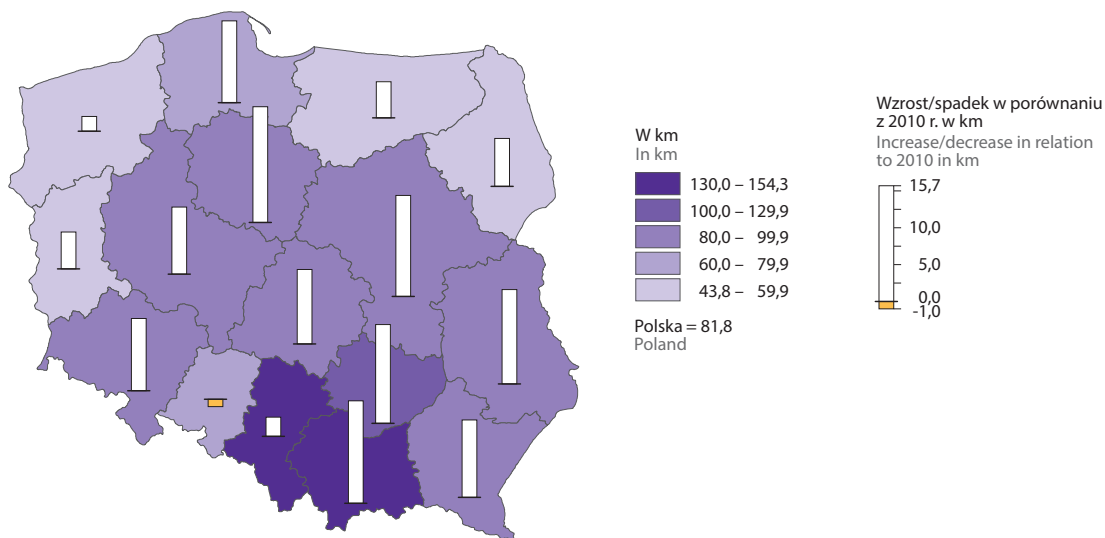 W km
In km
130,0 – 154,3
100,0 – 129,9
80,0 – 99,9
60,0 – 79,9
43,8 – 59,9
Polska = 81,8
Poland
Wzrost/spadek w porównaniu
z 2010 r. w km
Increase/decrease in relation
to 2010 in km
15,7
10,0
5,0
0,0
-1,0